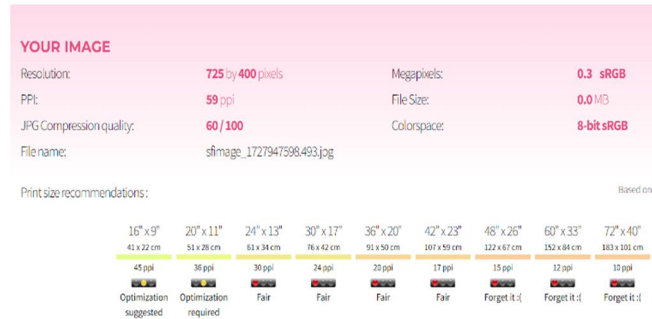 YOUR IMAGE
Resolution: 725 by 400 pixels Megapixels: 0.3 sRGB
PPI: 59 ppi File Size: 0.0 MB
JPG Compression quality: 60 / 100 Colorspace: 8-bit sRGB
File name: sfimage_1727947598.493.jpg
Print size recommendations : Based on
16" x 9" 20" x 11" 24" x 13" 30" x 17" 36" x 20" 42" x 23" 48" x 26" 60" x 33" 72" x 40"
41 x 22 cm 51 x 28 cm 61 x 34 cm 76 x 42 cm 91 x 50 cm 107 x 59 cm 122 x 67 cm 152 x 84 cm 183 x 101 cm
45 ppi 36 ppi 30 ppi 24 ppi 20 ppi 17 ppi 15 ppi 12 ppi 10 ppi
Optimization Optimization Fair Fair Fair Fair Forget it :( Forget it :( Forget it :(
suggested required